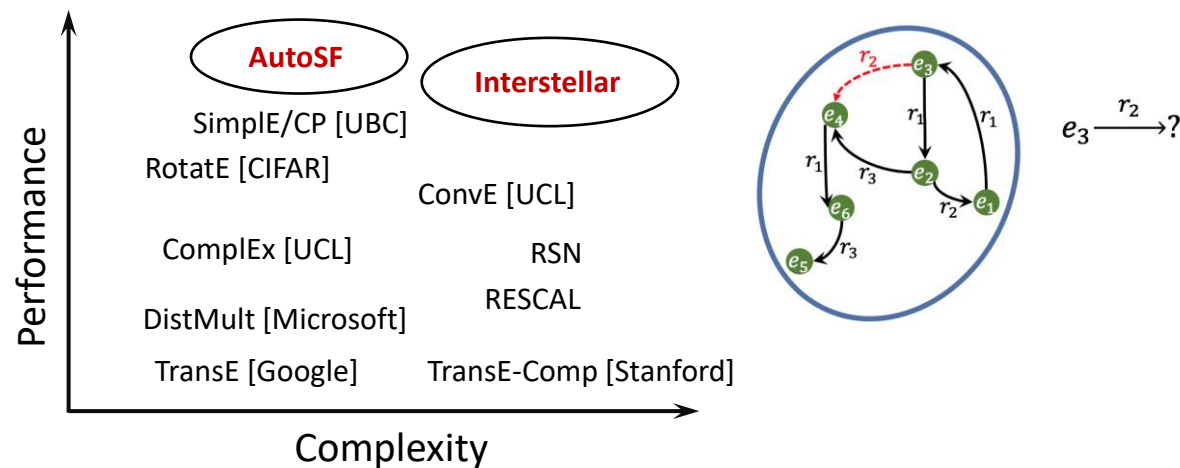 Performance
AutoSF
Interstellar
SimplE/CP [UBC]
RotatE [CIFAR]
ConvE [UCL]
ComplEx [UCL]
RSN
RESCAL
DistMult [Microsoft]
TransE [Google]
TransE-Comp [Stanford]
Complexity
r₂
e₃
e₄
r₁
r₁
r₁
r₃
e₂
r₂
e₁
e₆
r₃
e₅
r₂
e₃ ?